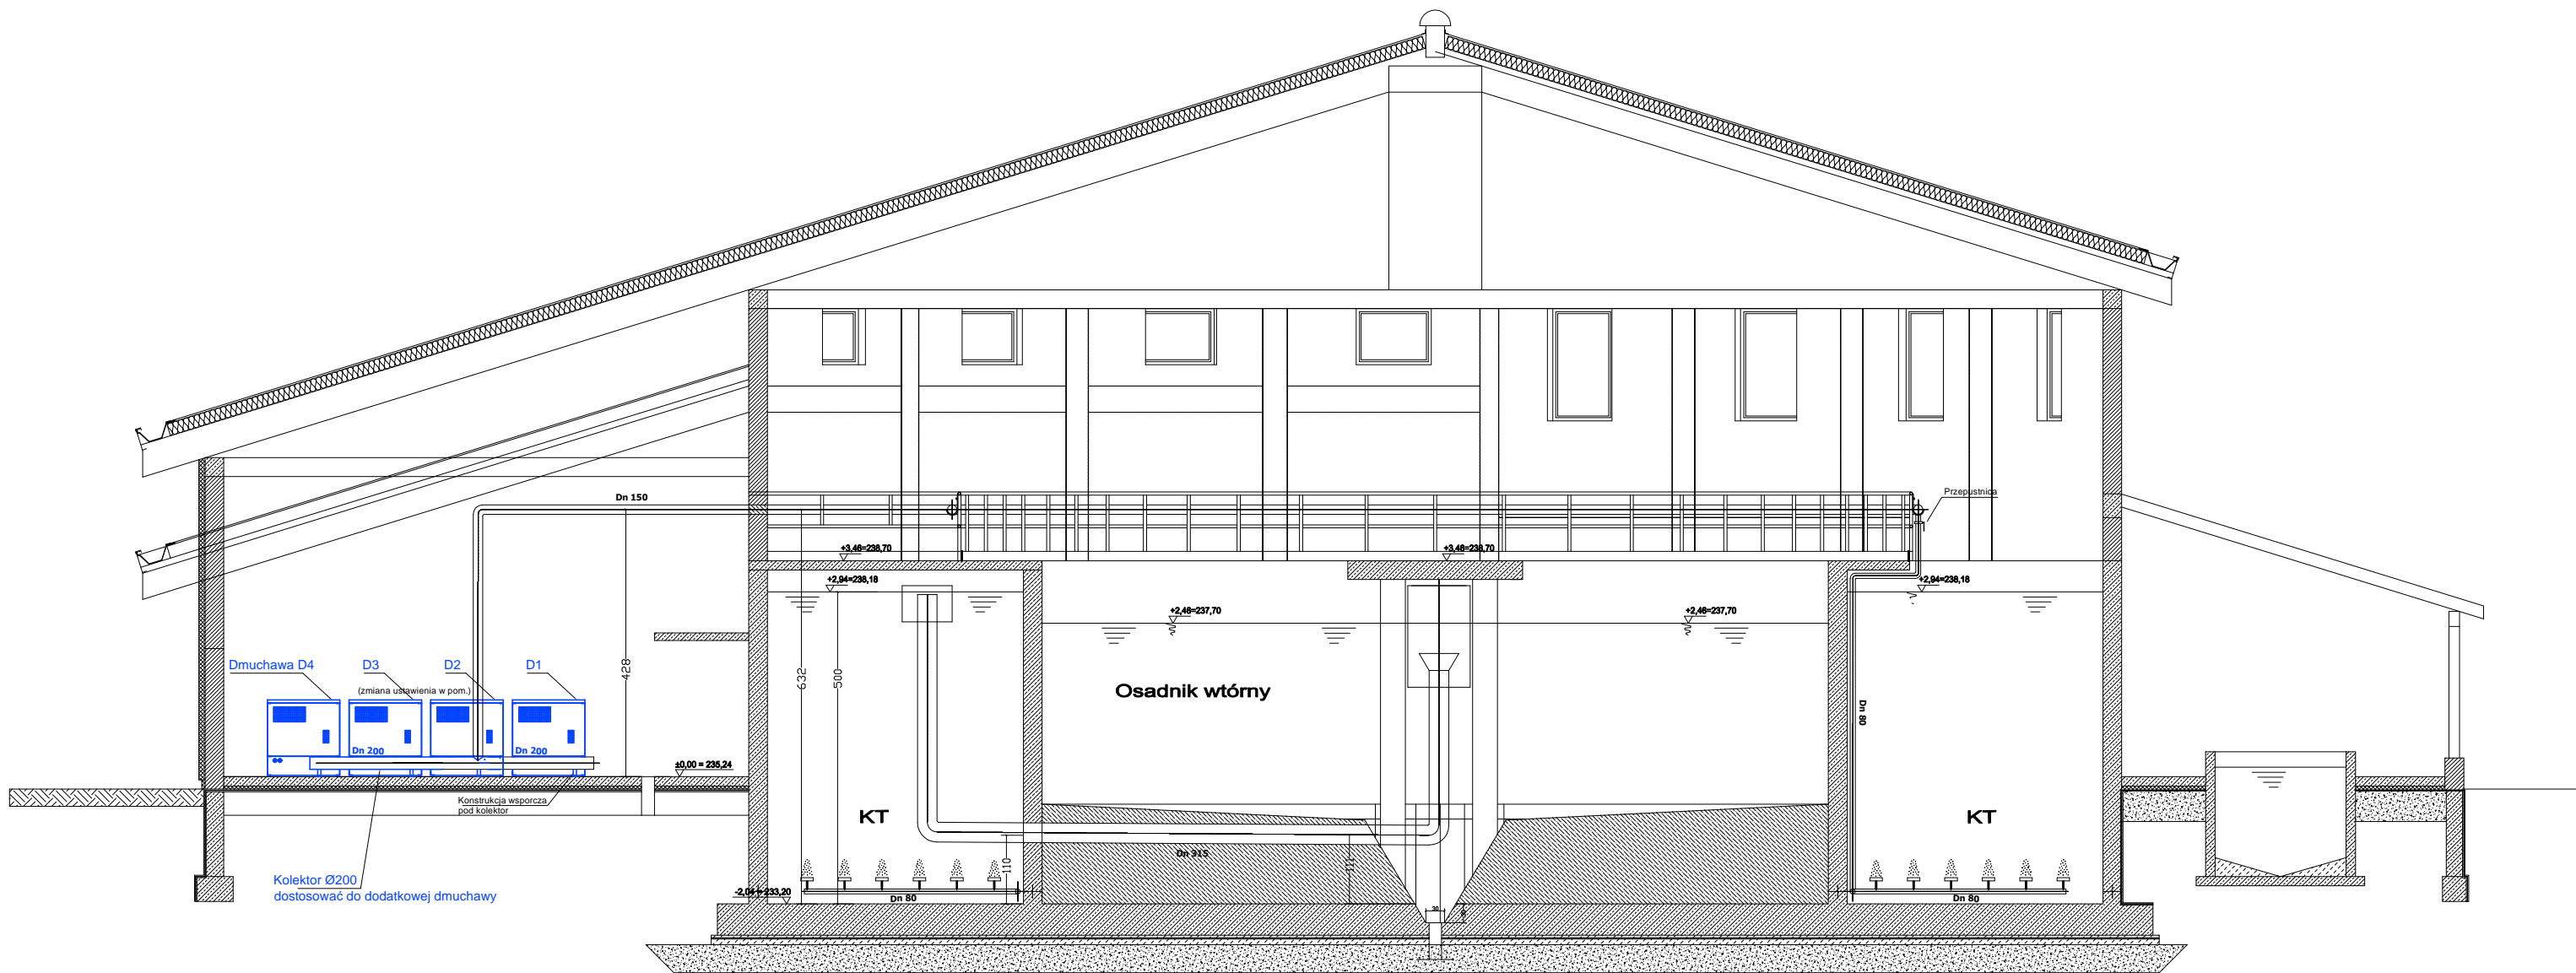 Dn 150
Przepustnica
+3,46=238,70
+3,46=238,70
+2,94=238,18
+2,94=238,18
+2,46=237,70
+2,46=237,70
Dmuchawa D4
D3
D2
D1
(zmiana ustawienia w pom.)
428
632
500
Osadnik wtórny
Dn 80
Dn 200
Dn 200
±0,00 = 235,24
Konstrukcja wsporcza
pod kolektor
KT
KT
Dn 315
110
111
Kolektor Ø200
dostosować do dodatkowej dmuchawy
-2,04 = 233,20
Dn 80
Dn 80
30